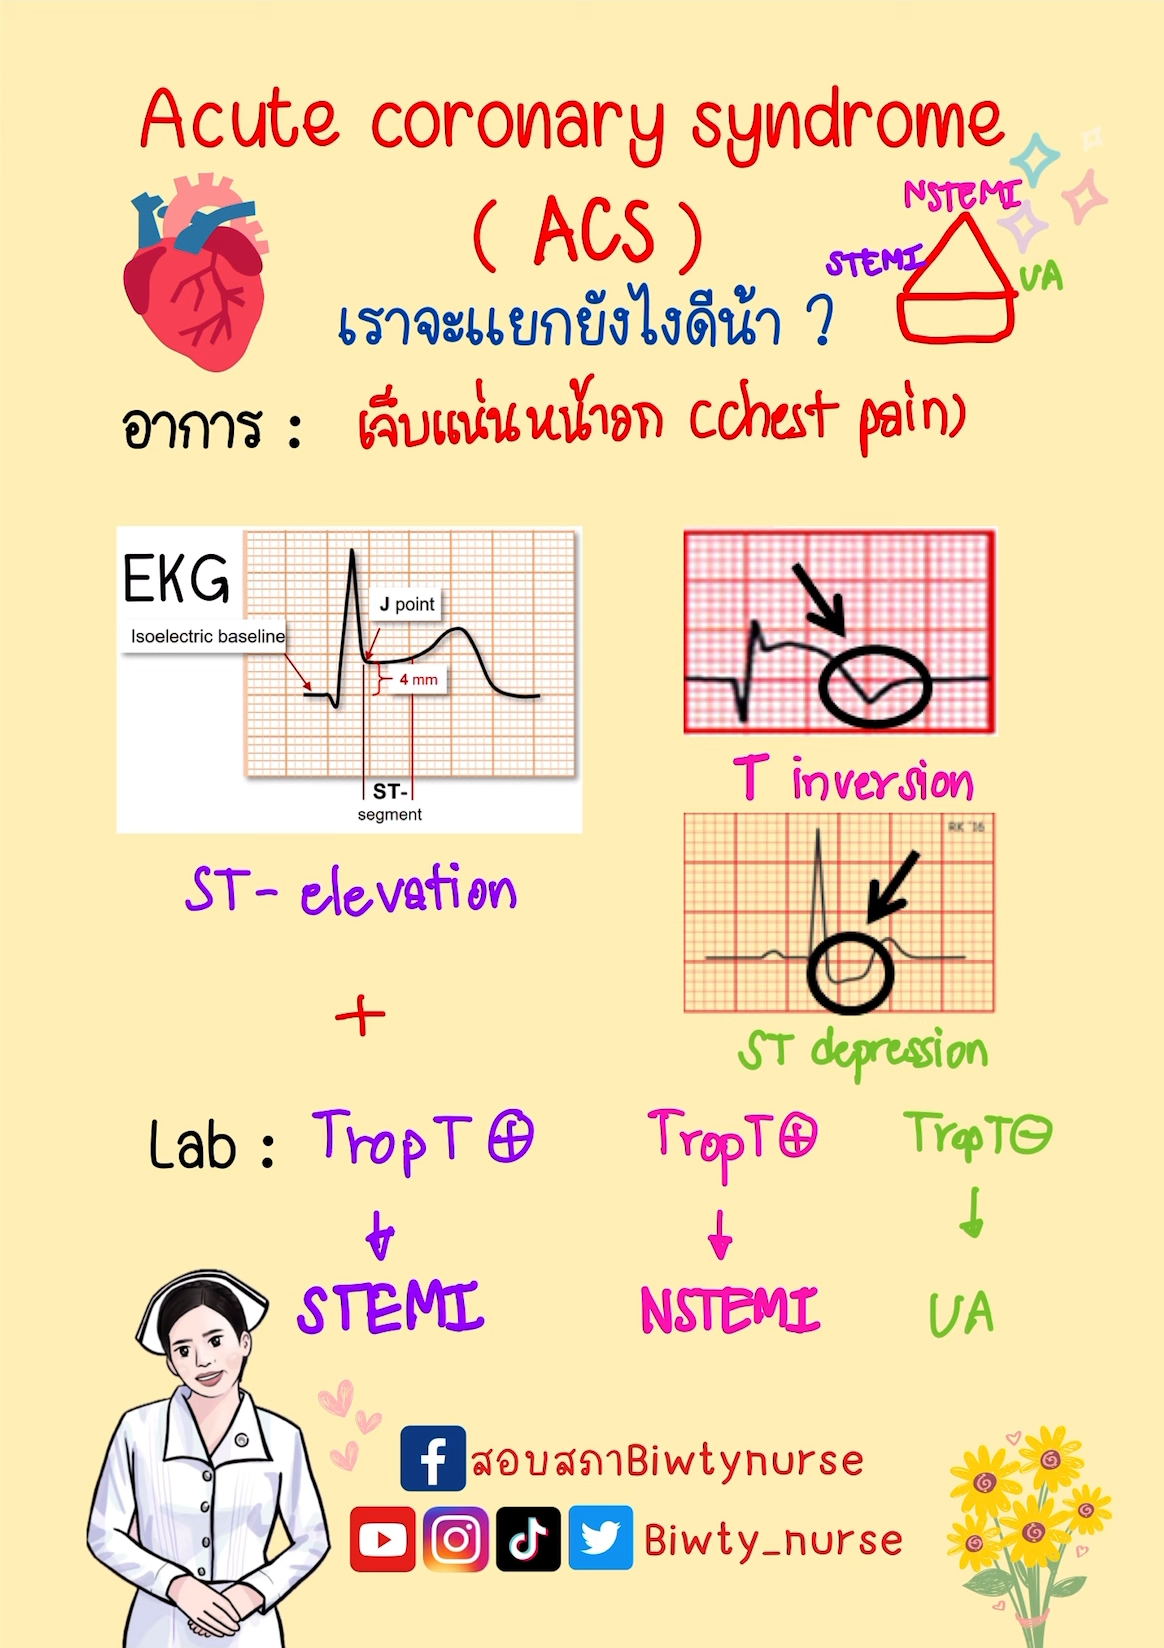 Acute coronary syndrome
( ACS )
NSTEMI
STEMI
UA
เราจะแยกยังไงดีน้า ?
อาการ : เจ็บแน่นหน้าอก (chest pain)
EKG
J point
Isoelectric baseline
4 mm
ST-
segment
ST- elevation
T inversion
RK '16
ST depression
+
Lab : Trop T ⊕ Trop T ⊕ Trop T ⊖
↓ ↓ ↓
STEMI NSTEMI UA
สอบสภาBiwtynurse
Biwty_nurse